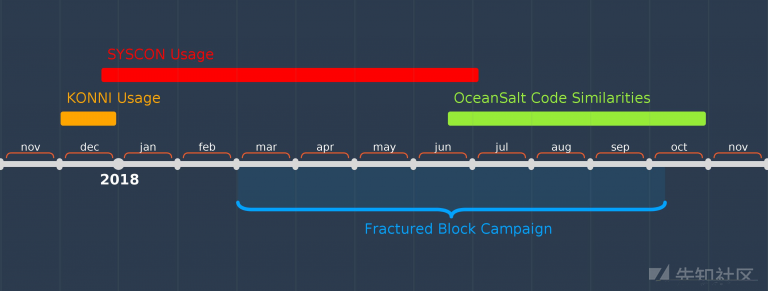 SYSCON Usage
KONNI Usage
OceanSalt Code Similarities
nov dec jan feb mar apr may jun jul aug sep oct nov
2018
Fractured Block Campaign
先知社区